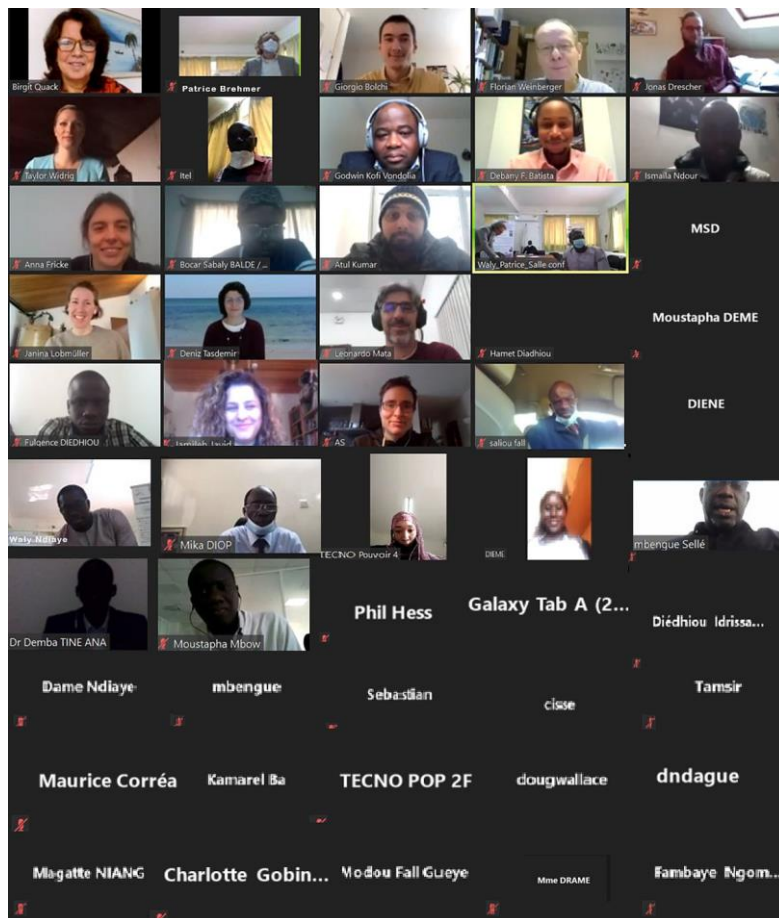 Birgit Quack
Patrice Brehmer
Giorgio Bolchi
Florian Weinberger
Jonas Drescher
Taylor Widrig
Itel
Godwin Kofi Vondolia
Debany F. Batista
Ismaïla Ndour
Anna Fricke
Bocar Sabaly BALDE / ...
Atul Kumar
Waly_Patrice_Salle conf
MSD
Janina Lobmüller
Deniz Tasdemir
Leonardo Mata
Hamet Diadhiou
Moustapha DEME
Fulgence DIEDHIOU
Jamileh Javid
AS
saliou fall
DIENE
Waly Ndiaye
Mika DIOP
TECNO Pouvoir 4
DIEME
mbengue Sellé
Dr Demba TINE ANA
Moustapha Mbow
Phil Hess
Galaxy Tab A (2...
Diédhiou Idrissa...
Dame Ndiaye
mbengue
Sebastian
cisse
Tamsir
Maurice Corréa
Kamarel Ba
TECNO POP 2F
dougwallace
dndague
Magatte NIANG
Charlotte Gobin...
Modou Fall Gueye
Mme DRAME
Fambaye Ngom...